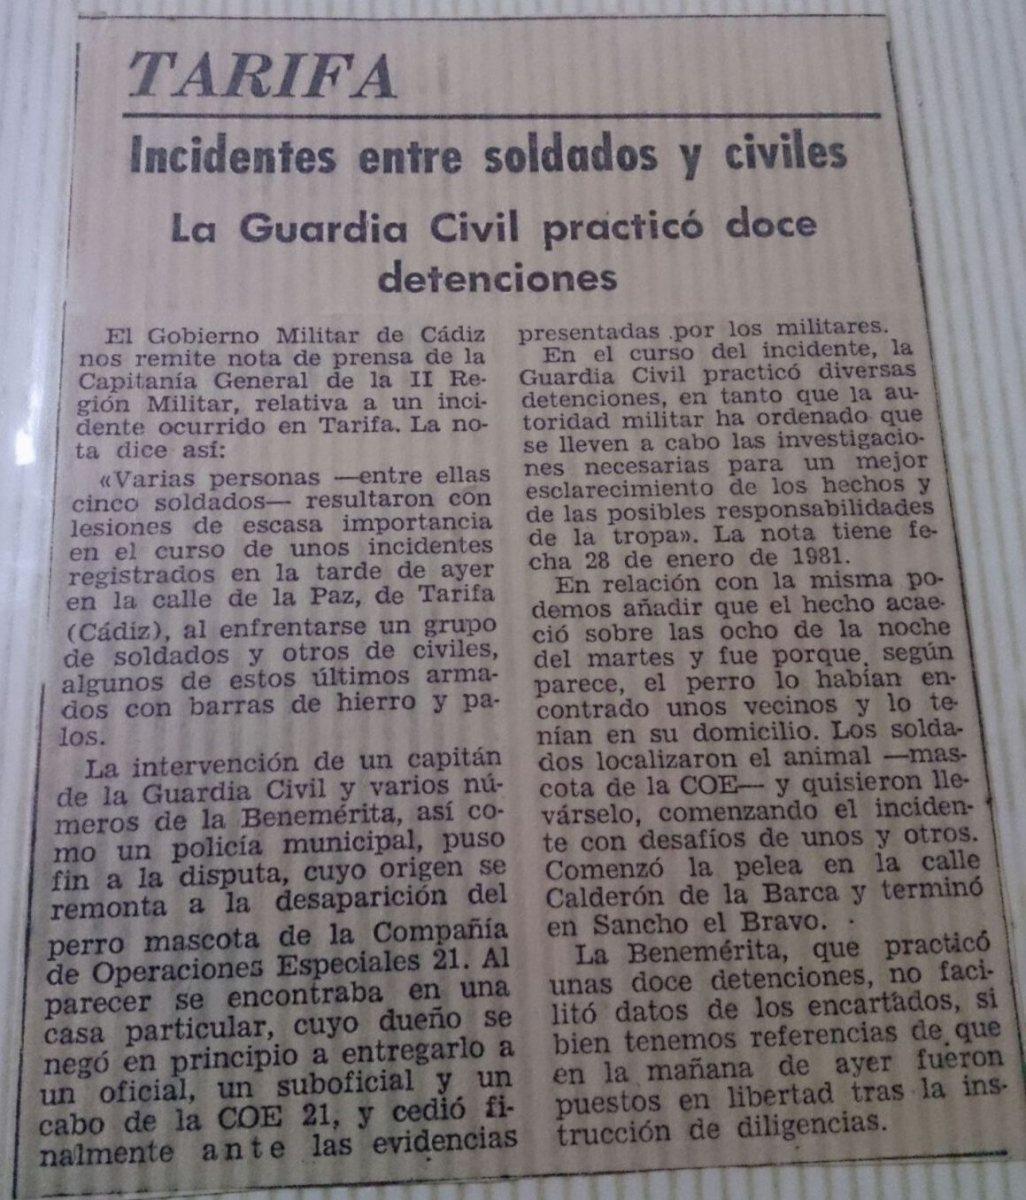 TARIFA
Incidentes entre soldados y civiles
La Guardia Civil practicó doce
detenciones
El Gobierno Militar de Cádiz
nos remite nota de prensa de la
Capitanía General de la II Re-
gión Militar, relativa a un inci-
dente ocurrido en Tarifa. La no-
ta dice así:
«Varias personas —entre ellas
cinco soldados— resultaron con
lesiones de escasa importancia
en el curso de unos incidentes
registrados en la tarde de ayer
en la calle de la Paz, de Tarifa
(Cádiz), al enfrentarse un grupo
de soldados y otros de civiles,
algunos de estos últimos arma-
dos con barras de hierro y pa-
los.
La intervención de un capitán
de la Guardia Civil y varios nú-
meros de la Benemérita, así co-
mo un policía municipal, puso
fin a la disputa, cuyo origen se
remonta a la desaparición del
perro mascota de la Compañía
de Operaciones Especiales 21. Al
parecer se encontraba en una
casa particular, cuyo dueño se
negó en principio a entregarlo a
un oficial, un suboficial y un
cabo de la COE 21, y cedió fi-
nalmente ante las evidencias
presentadas por los militares.
En el curso del incidente, la
Guardia Civil practicó diversas
detenciones, en tanto que la au-
toridad militar ha ordenado que
se lleven a cabo las investigacio-
nes necesarias para un mejor
esclarecimiento de los hechos y
de las posibles responsabilidades
de la tropa». La nota tiene fe-
cha 28 de enero de 1981.
En relación con la misma po-
demos añadir que el hecho acae-
ció sobre las ocho de la noche
del martes y fue porque, según
parece, el perro lo habían en-
contrado unos vecinos y lo te-
nían en su domicilio. Los solda-
dos localizaron el animal —mas-
cota de la COE— y quisieron lle-
várselo, comenzando el inciden-
te con desafíos de unos y otros.
Comenzó la pelea en la calle
Calderón de la Barca y terminó
en Sancho el Bravo.
La Benemérita, que practicó
unas doce detenciones, no faci-
litó datos de los encartados, si
bien tenemos referencias de que
en la mañana de ayer fueron
puestos en libertad tras la ins-
trucción de diligencias.